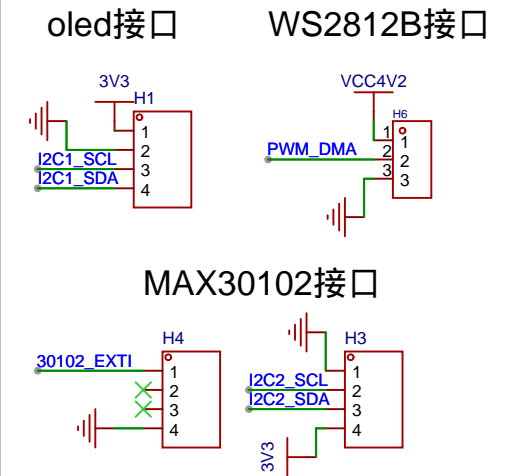 oled接口
WS2812B接口
3V3
H1
1
2
I2C1_SCL
3
I2C1_SDA
4
VCC4V2
H6
1
1
PWM_DMA
2
2
3
3
MAX30102接口
H4
30102_EXTI
1
2
3
4
H3
1
I2C2_SCL
2
I2C2_SDA
3
4
3V3